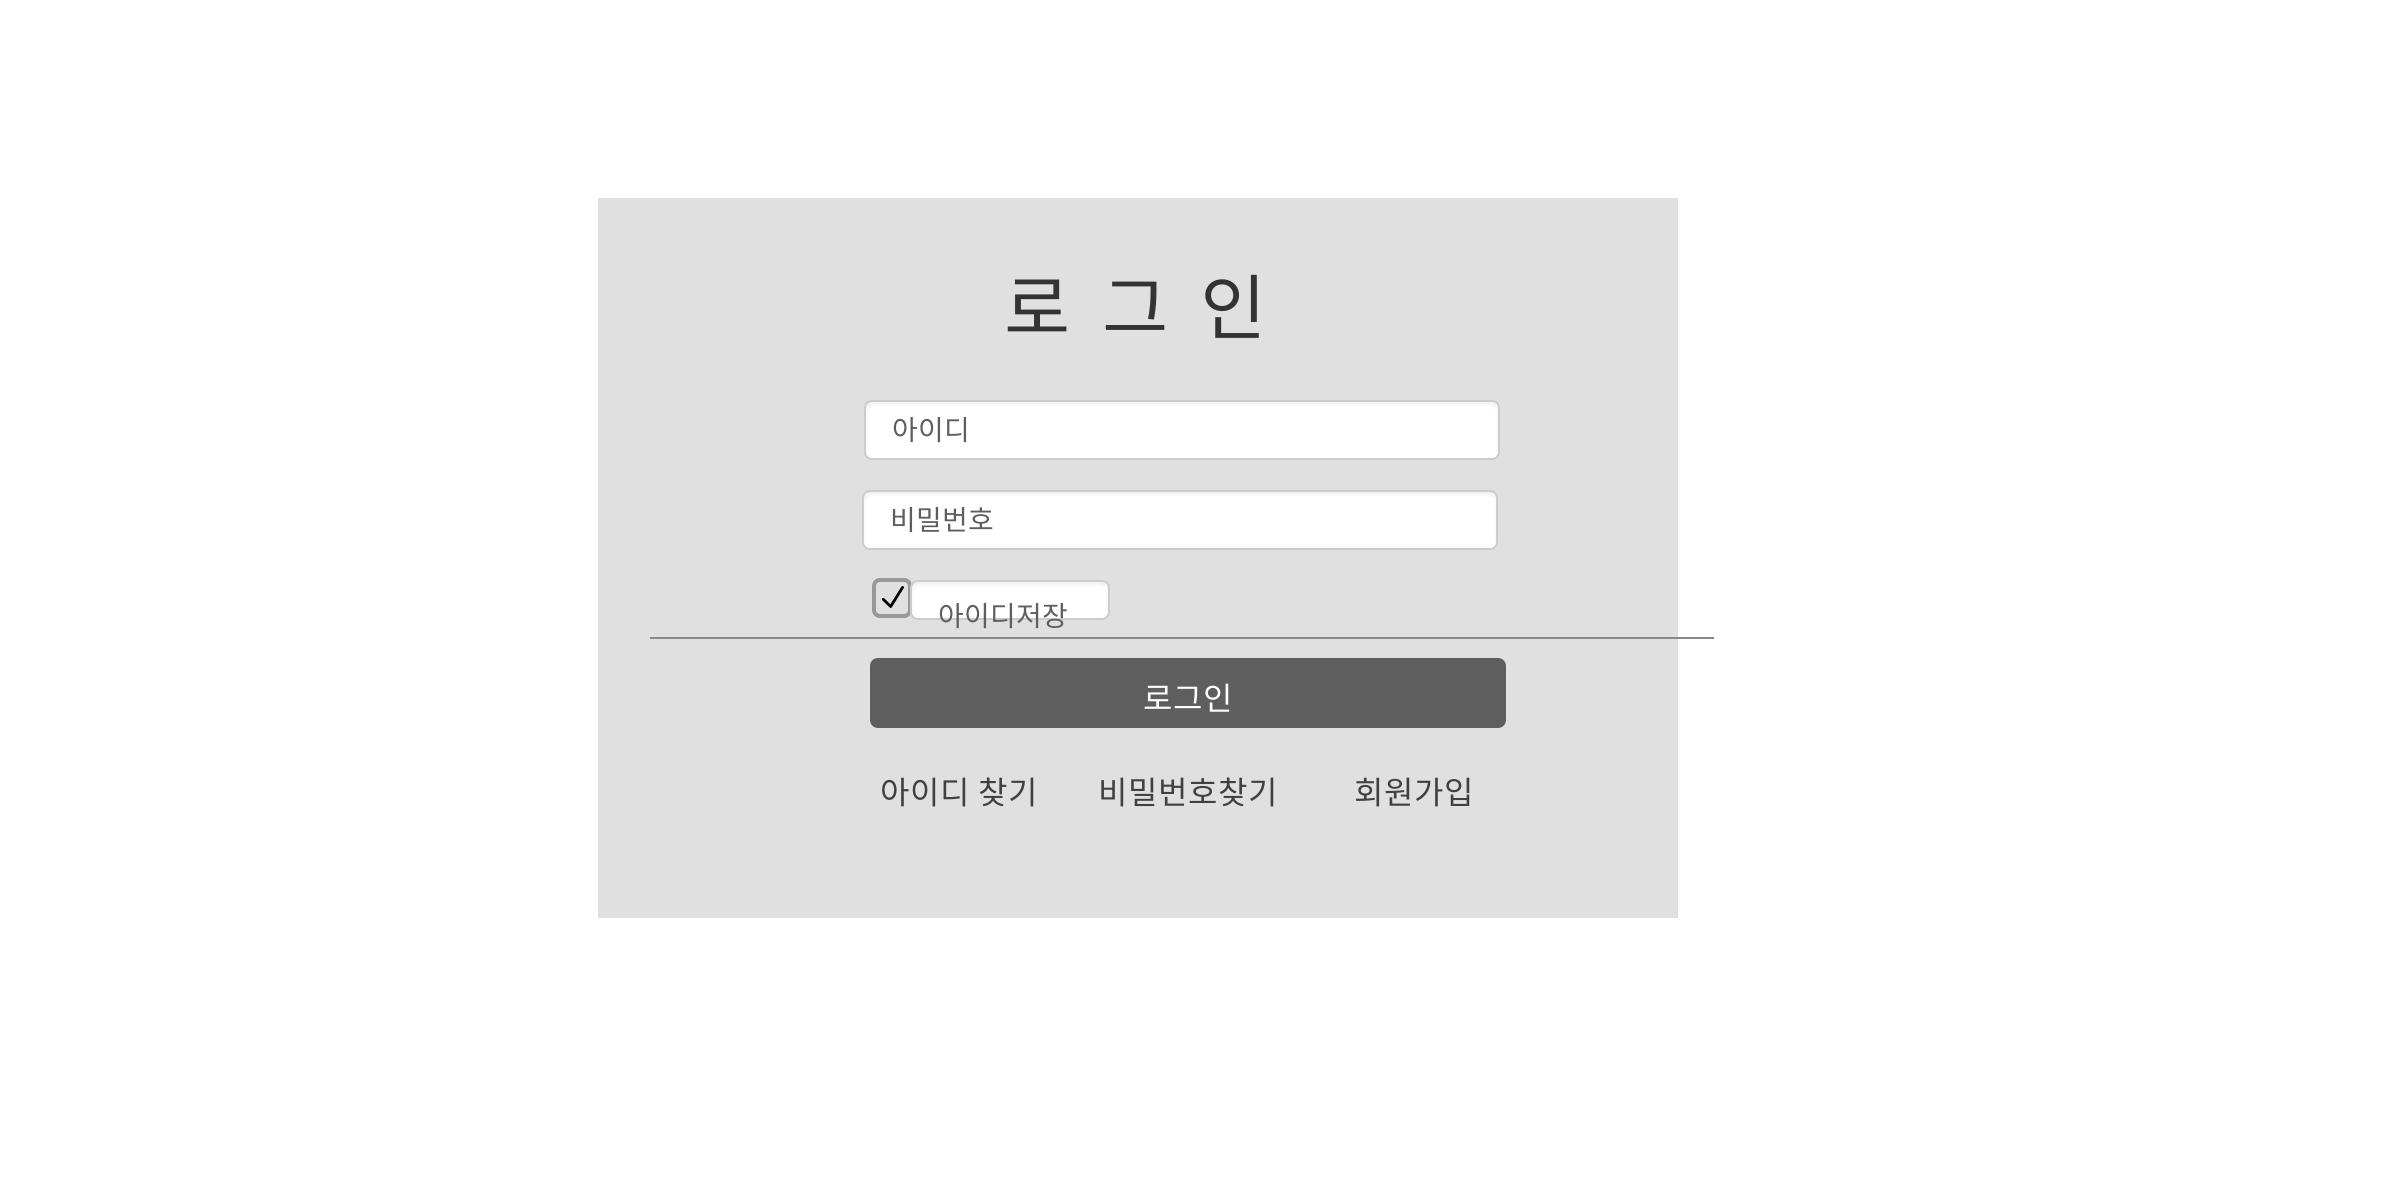 로 그 인
아이디
비밀번호
아이디저장
로그인
아이디 찾기 비밀번호찾기 회원가입